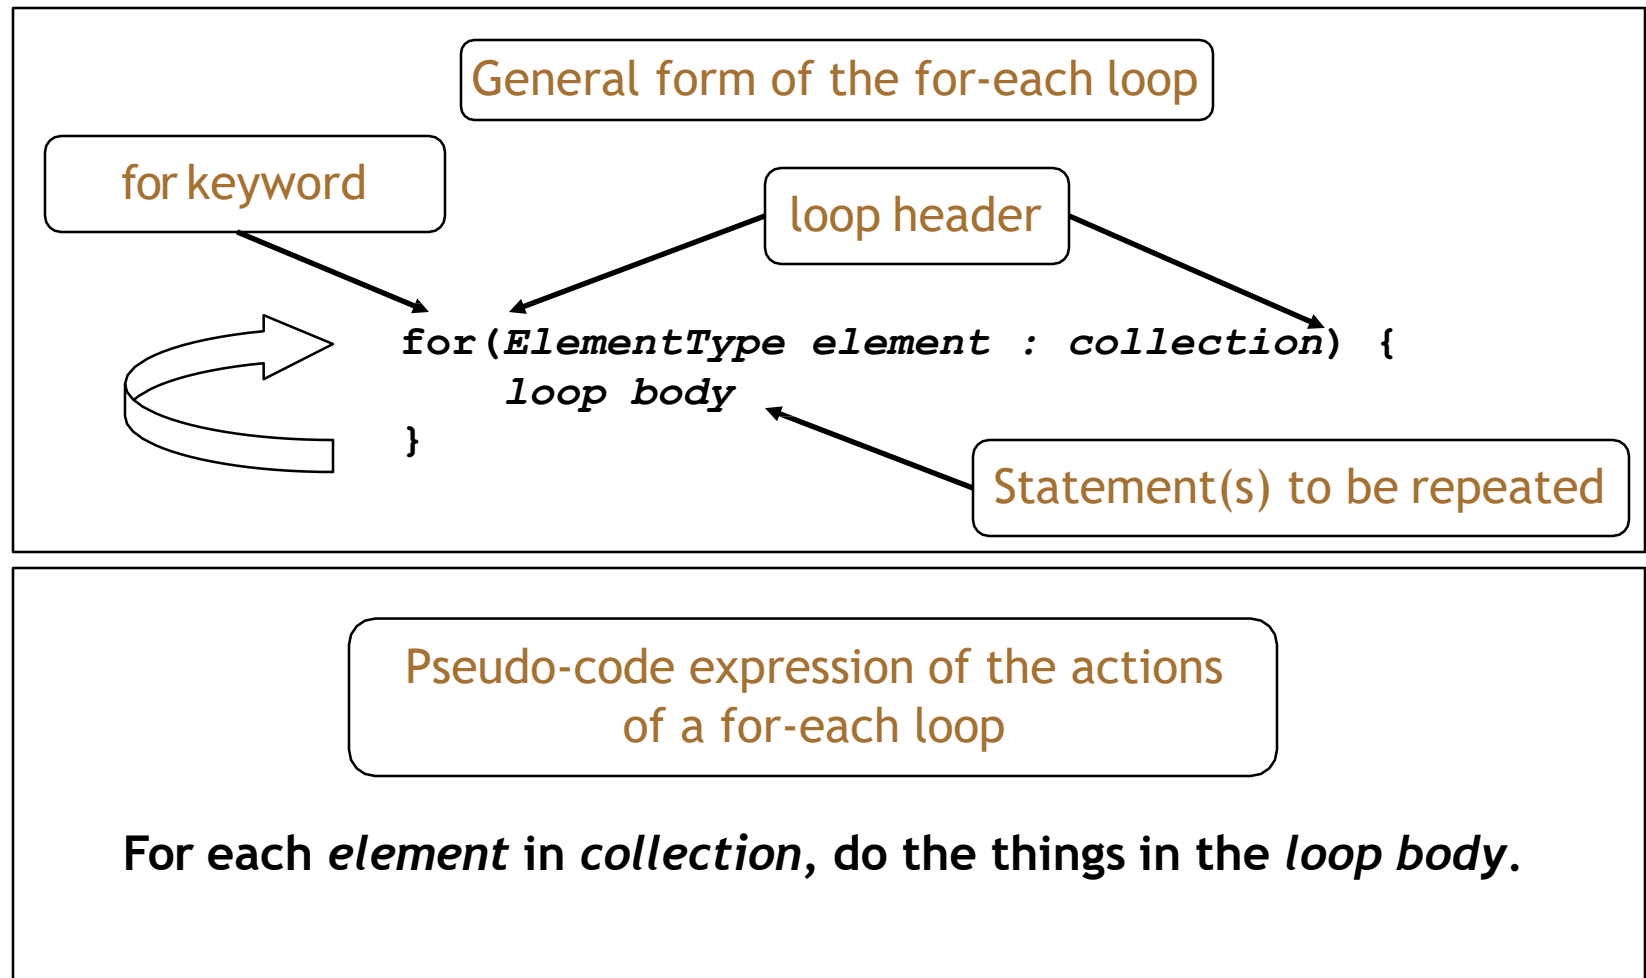 General form of the for-each loop
for keyword
loop header
for(ElementType element : collection) {
loop body
}
Statement(s) to be repeated
Pseudo-code expression of the actions
of a for-each loop
For each element in collection, do the things in the loop body.